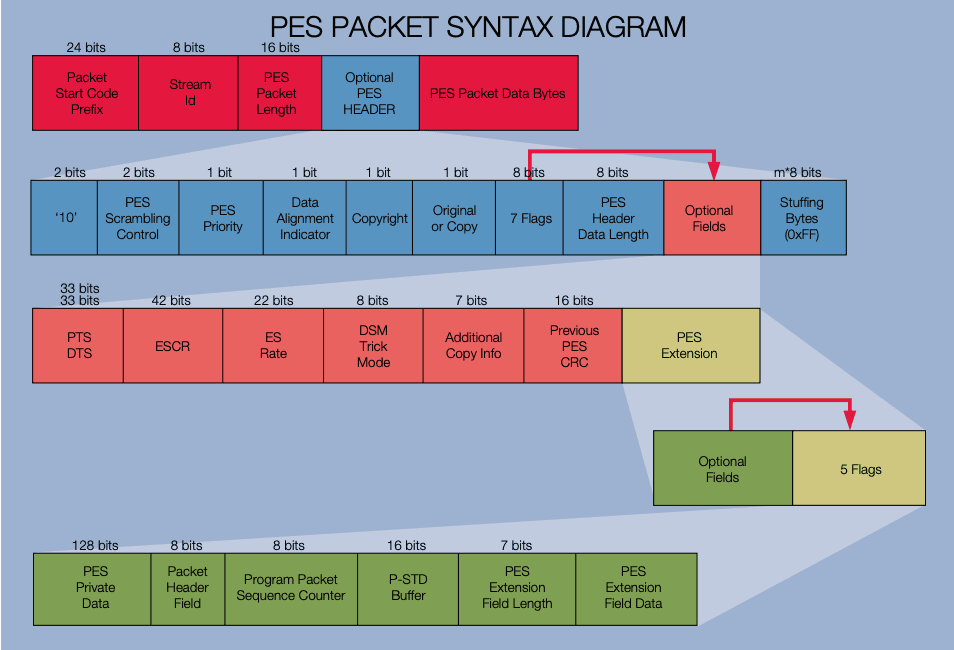 PES PACKET SYNTAX DIAGRAM
24 bits
8 bits
16 bits
Packet
Start Code
Prefix
Stream
Id
PES
Packet
Length
Optional
PES
HEADER
PES Packet Data Bytes
2 bits
2 bits
1 bit
1 bit
1 bit
1 bit
8 bits
8 bits
m*8 bits
‘10’
PES
Scrambling
Control
PES
Priority
Data
Alignment
Indicator
Copyright
Original
or Copy
7 Flags
PES
Header
Data Length
Optional
Fields
Stuffing
Bytes
(0xFF)
33 bits
33 bits
42 bits
22 bits
8 bits
7 bits
16 bits
PTS
DTS
ESCR
ES
Rate
DSM
Trick
Mode
Additional
Copy Info
Previous
PES
CRC
PES
Extension
Optional
Fields
5 Flags
128 bits
8 bits
8 bits
16 bits
7 bits
PES
Private
Data
Packet
Header
Field
Program Packet
Sequence Counter
P-STD
Buffer
PES
Extension
Field Length
PES
Extension
Field Data